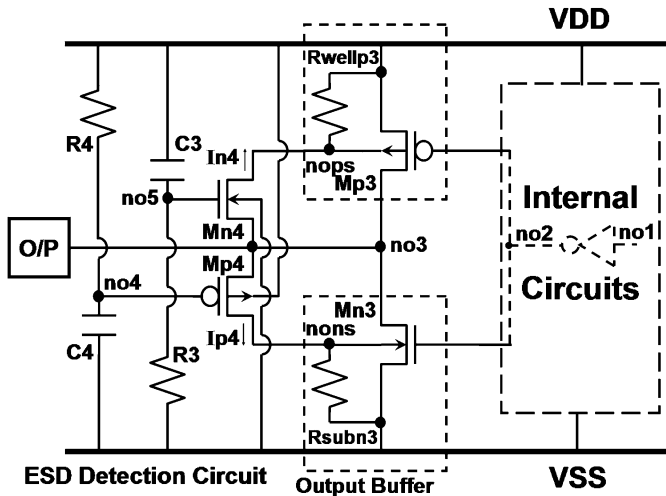 VDD
Rwellp3
R4
C3
In4
nops
Mp3
no5
Internal
Mn4
O/P
no3
no2
no1
no4
Mp4
Circuits
Mn3
nons
C4
Ip4
R3
Rsubn3
ESD Detection Circuit
Output Buffer
VSS